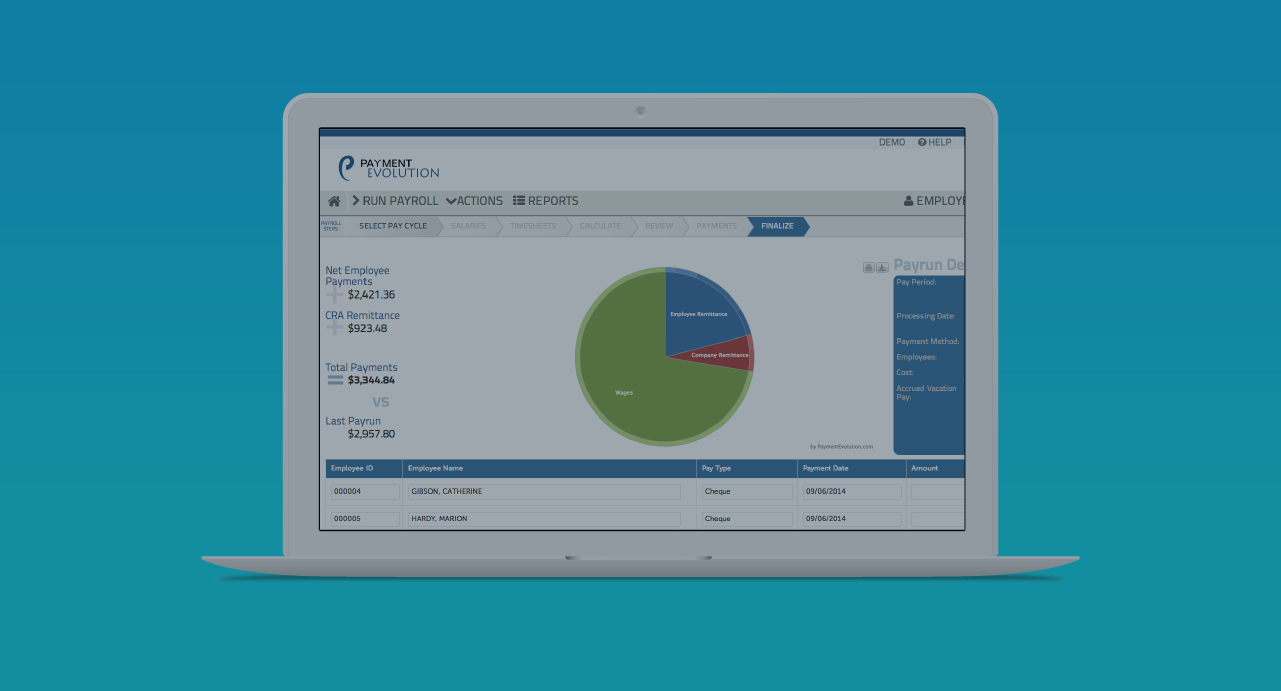 DEMO HELP
PAYMENT
EVOLUTION
RUN PAYROLL ACTIONS REPORTS EMPLOYE
PAYROLL
STEPS:
SELECT PAY CYCLE SALARIES TIMESHEETS CALCULATE REVIEW PAYMENTS FINALIZE
Net Employee
Payments
+ $2,421.36
CRA Remittance
+ $923.48
Total Payments
= $3,344.84
VS
Last Payrun
$2,957.80
Employee Remittance
Company Remittance
Wages
by PaymentEvolution.com
Payrun De
Pay Period:
Processing Date:
Payment Method:
Employees:
Cost:
Accrued Vacation
Pay:
Employee ID Employee Name Pay Type Payment Date Amount
000004 GIBSON, CATHERINE Cheque 09/06/2014
000005 HARDY, MARION Cheque 09/06/2014